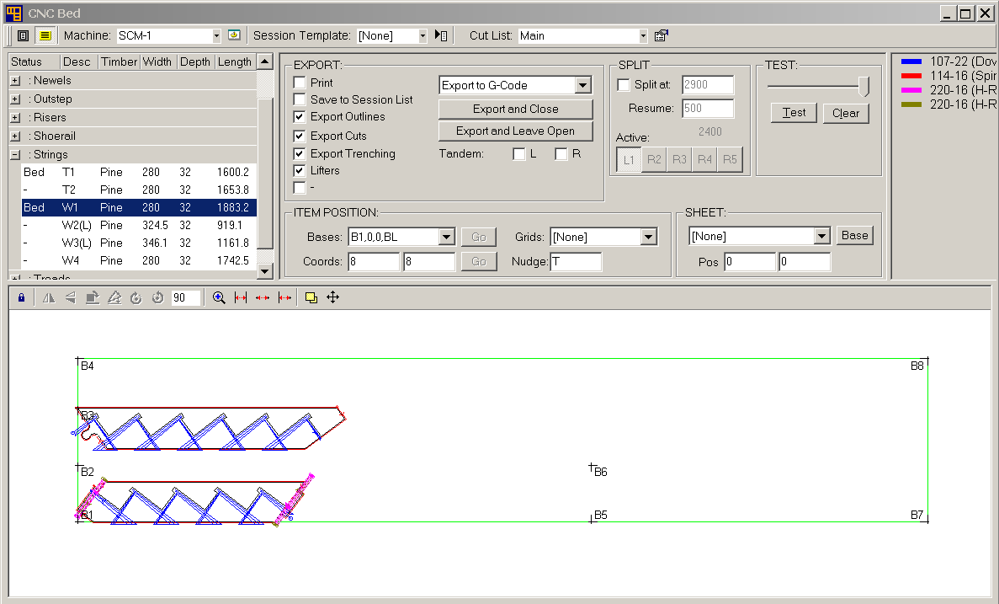 CNC Bed
Machine: SCM-1 Session Template: [None] Cut List: Main
Status Desc Timber Width Depth Length
: Newels
: Outstep
: Risers
: Shoerail
: Strings
Bed T1 Pine 280 32 1600.2
- T2 Pine 280 32 1653.8
Bed W1 Pine 280 32 1883.2
- W2(L) Pine 324.5 32 919.1
- W3(L) Pine 346.1 32 1161.8
- W4 Pine 280 32 1742.5
: Treads
EXPORT:
Print
Save to Session List
Export Outlines
Export Cuts
Export Trenching
Lifters
-
Export to G-Code
Export and Close
Export and Leave Open
Tandem: L R
SPLIT
Split at: 2900
Resume: 500
Active: 2400
L1 R2 R3 R4 R5
TEST:
Test Clear
107-22 (Dov
114-16 (Spir
220-16 (H-R
220-16 (H-R
ITEM POSITION:
Bases: B1,0,0,BL Go Grids: [None]
Coords: 8 8 Go Nudge: T
SHEET:
[None] Base
Pos 0 0
90
B4 B8
B3
B2 B6
B1 B5 B7